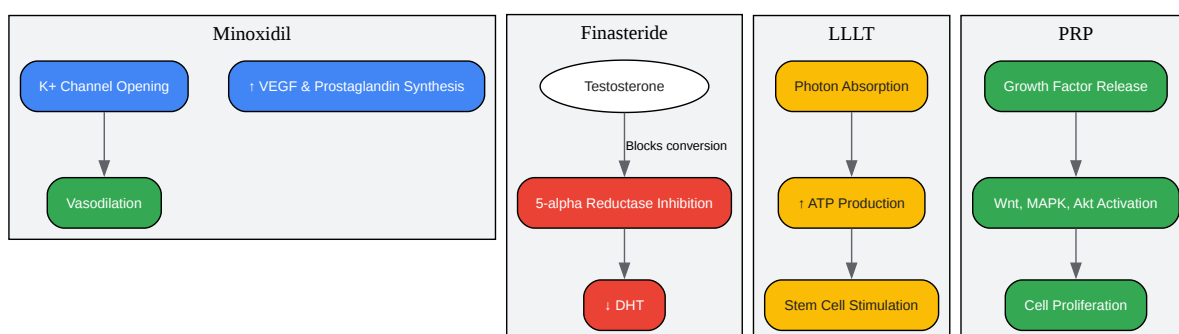 Minoxidil
K+ Channel Opening
↑ VEGF & Prostaglandin Synthesis
Vasodilation
Finasteride
Testosterone
Blocks conversion
5-alpha Reductase Inhibition
↓ DHT
LLLT
Photon Absorption
↑ ATP Production
Stem Cell Stimulation
PRP
Growth Factor Release
Wnt, MAPK, Akt Activation
Cell Proliferation